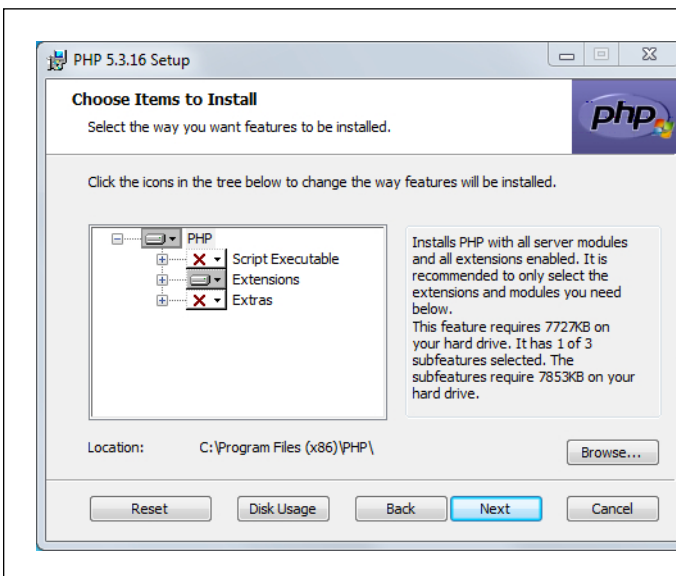 PHP 5.3.16 Setup
Choose Items to Install
Select the way you want features to be installed.
php
Click the icons in the tree below to change the way features will be installed.
PHP
Script Executable
Extensions
Extras
Installs PHP with all server modules
and all extensions enabled. It is
recommended to only select the
extensions and modules you need
below.
This feature requires 7727KB on
your hard drive. It has 1 of 3
subfeatures selected. The
subfeatures require 7853KB on your
hard drive.
Location: C:\Program Files (x86)\PHP\
Browse...
Reset Disk Usage Back Next Cancel